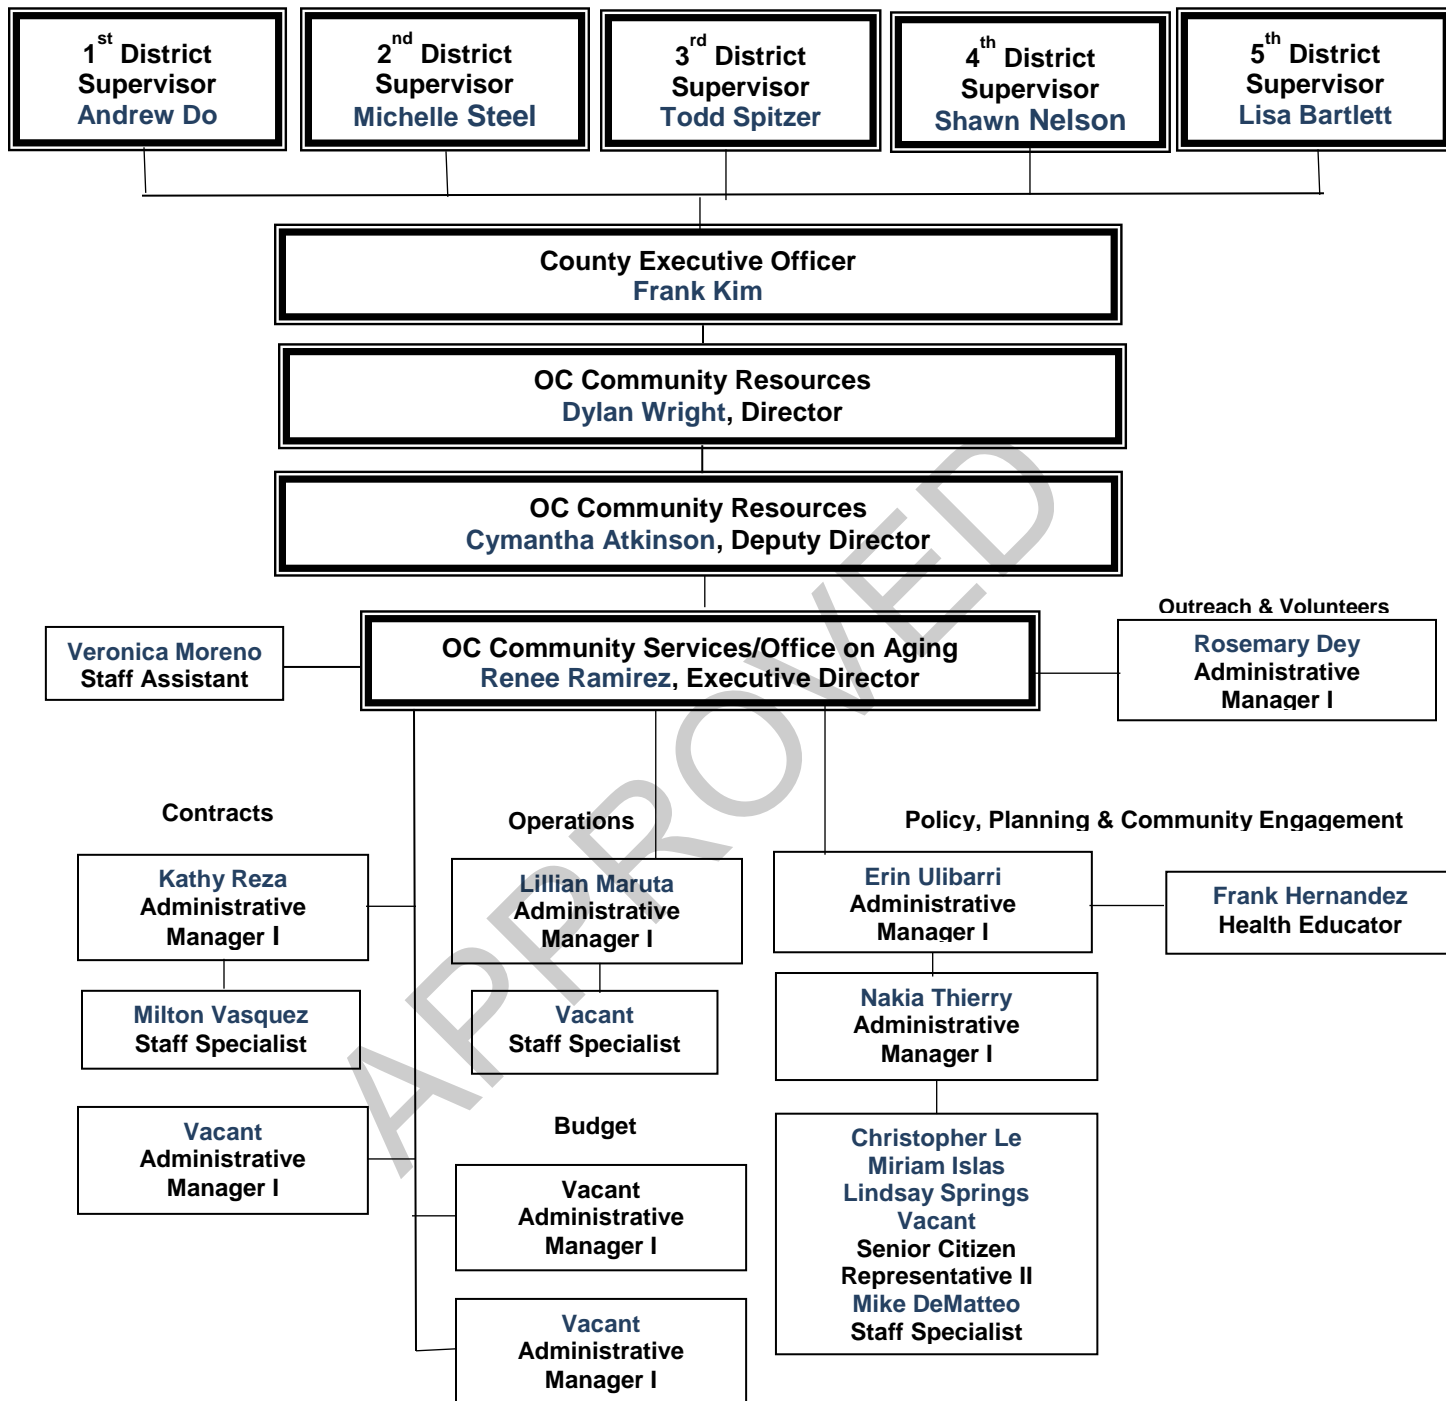 1st District
Supervisor
Andrew Do
2nd District
Supervisor
Michelle Steel
3rd District
Supervisor
Todd Spitzer
4th District
Supervisor
Shawn Nelson
5th District
Supervisor
Lisa Bartlett
County Executive Officer
Frank Kim
OC Community Resources
Dylan Wright, Director
OC Community Resources
Cymantha Atkinson, Deputy Director
Veronica Moreno
Staff Assistant
OC Community Services/Office on Aging
Renee Ramirez, Executive Director
Outreach & Volunteers
Rosemary Dey
Administrative
Manager I
Contracts
Kathy Reza
Administrative
Manager I
Milton Vasquez
Staff Specialist
Vacant
Administrative
Manager I
Operations
Lillian Maruta
Administrative
Manager I
Vacant
Staff Specialist
Budget
Vacant
Administrative
Manager I
Vacant
Administrative
Manager I
Policy, Planning & Community Engagement
Erin Ulibarri
Administrative
Manager I
Frank Hernandez
Health Educator
Nakia Thierry
Administrative
Manager I
Christopher Le
Miriam Islas
Lindsay Springs
Vacant
Senior Citizen
Representative II
Mike DeMatteo
Staff Specialist
APPROVED